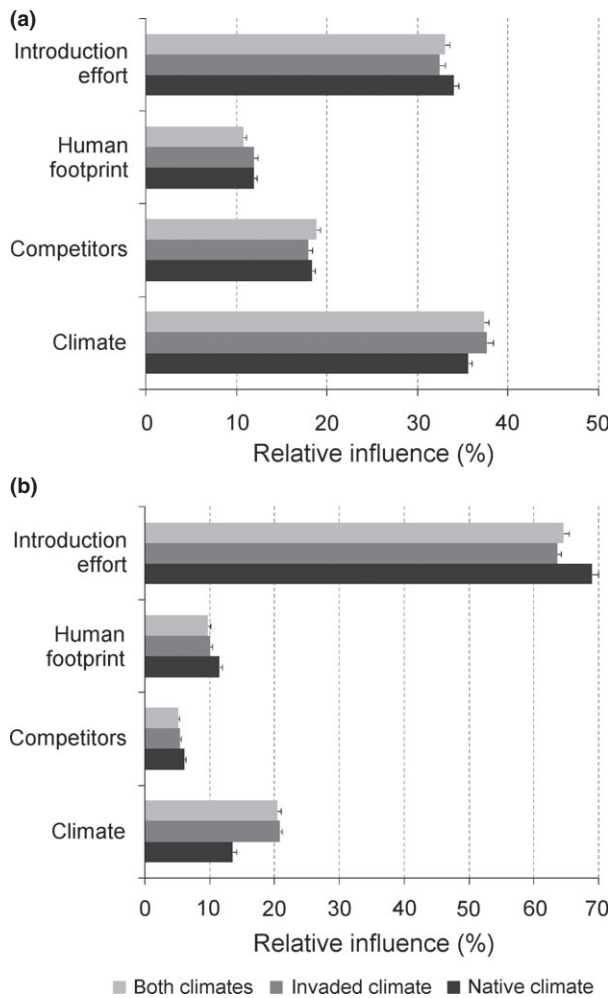 (a)
Introduction
effort
Human
footprint
Competitors
Climate
0 10 20 30 40 50
Relative influence (%)
(b)
Introduction
effort
Human
footprint
Competitors
Climate
0 10 20 30 40 50 60 70
Relative influence (%)
Both climates Invaded climate Native climate